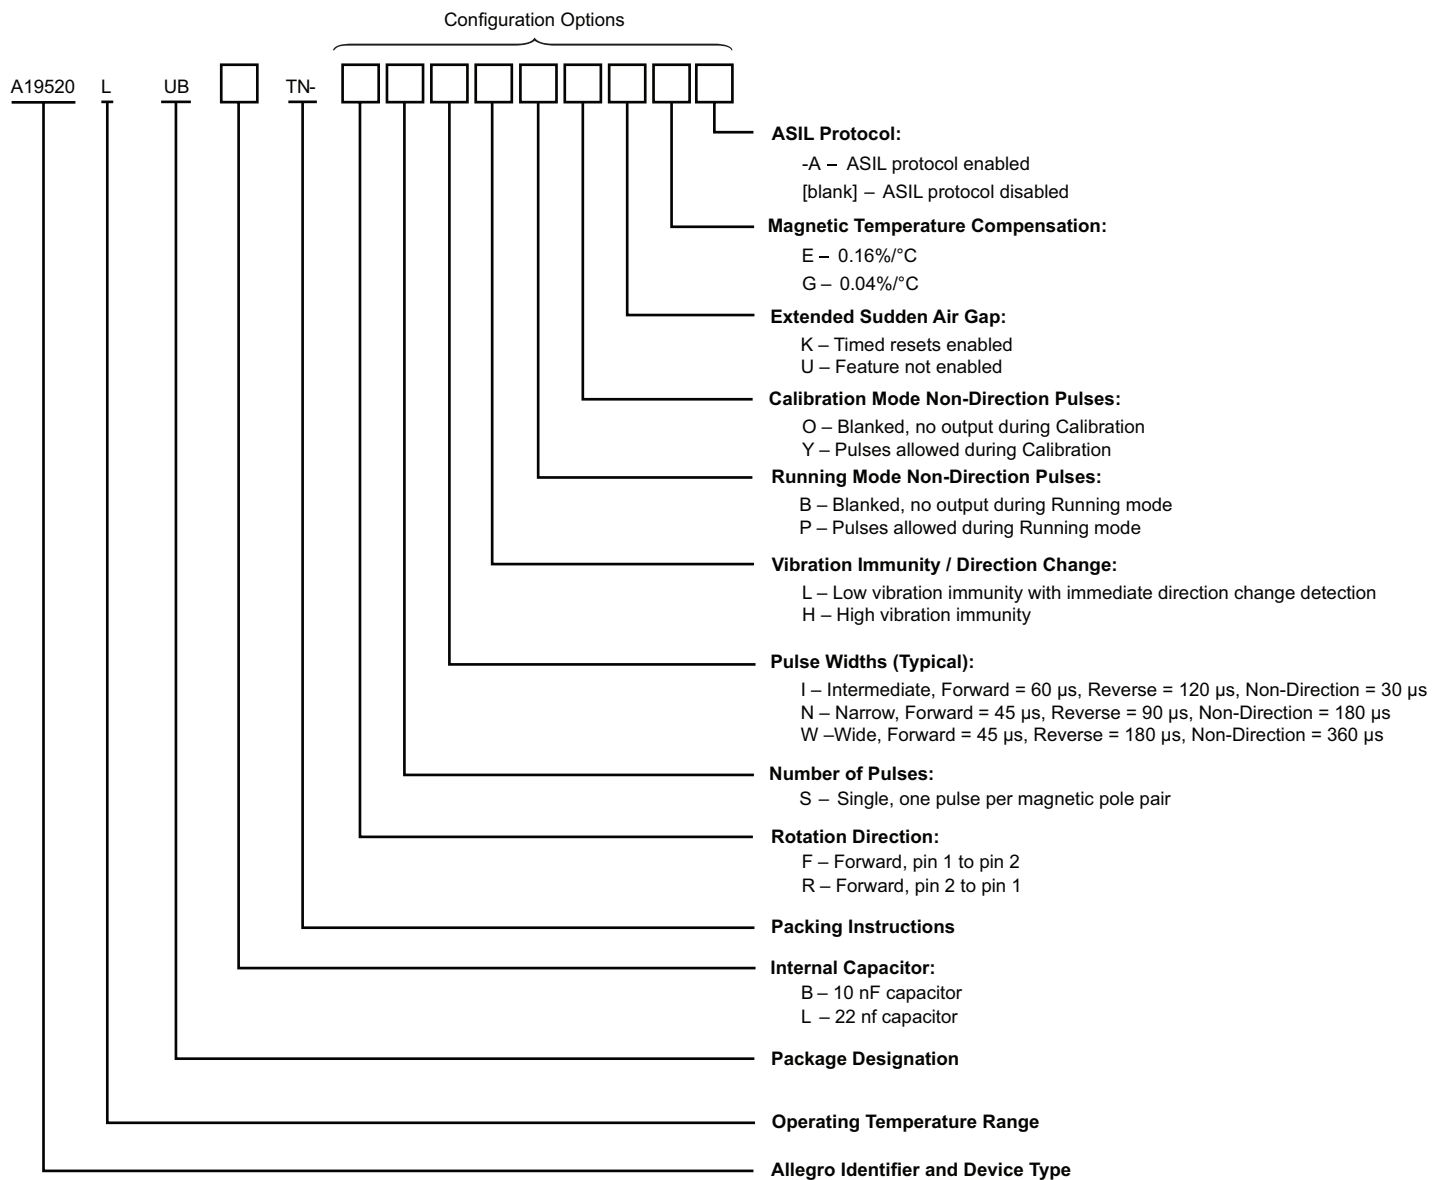 Configuration Options
A19520 L UB TN-
ASIL Protocol:
-A – ASIL protocol enabled
[blank] – ASIL protocol disabled
Magnetic Temperature Compensation:
E – 0.16%/°C
G – 0.04%/°C
Extended Sudden Air Gap:
K – Timed resets enabled
U – Feature not enabled
Calibration Mode Non-Direction Pulses:
O – Blanked, no output during Calibration
Y – Pulses allowed during Calibration
Running Mode Non-Direction Pulses:
B – Blanked, no output during Running mode
P – Pulses allowed during Running mode
Vibration Immunity / Direction Change:
L – Low vibration immunity with immediate direction change detection
H – High vibration immunity
Pulse Widths (Typical):
I – Intermediate, Forward = 60 µs, Reverse = 120 µs, Non-Direction = 30 µs
N – Narrow, Forward = 45 µs, Reverse = 90 µs, Non-Direction = 180 µs
W –Wide, Forward = 45 µs, Reverse = 180 µs, Non-Direction = 360 µs
Number of Pulses:
S – Single, one pulse per magnetic pole pair
Rotation Direction:
F – Forward, pin 1 to pin 2
R – Forward, pin 2 to pin 1
Packing Instructions
Internal Capacitor:
B – 10 nF capacitor
L – 22 nf capacitor
Package Designation
Operating Temperature Range
Allegro Identifier and Device Type